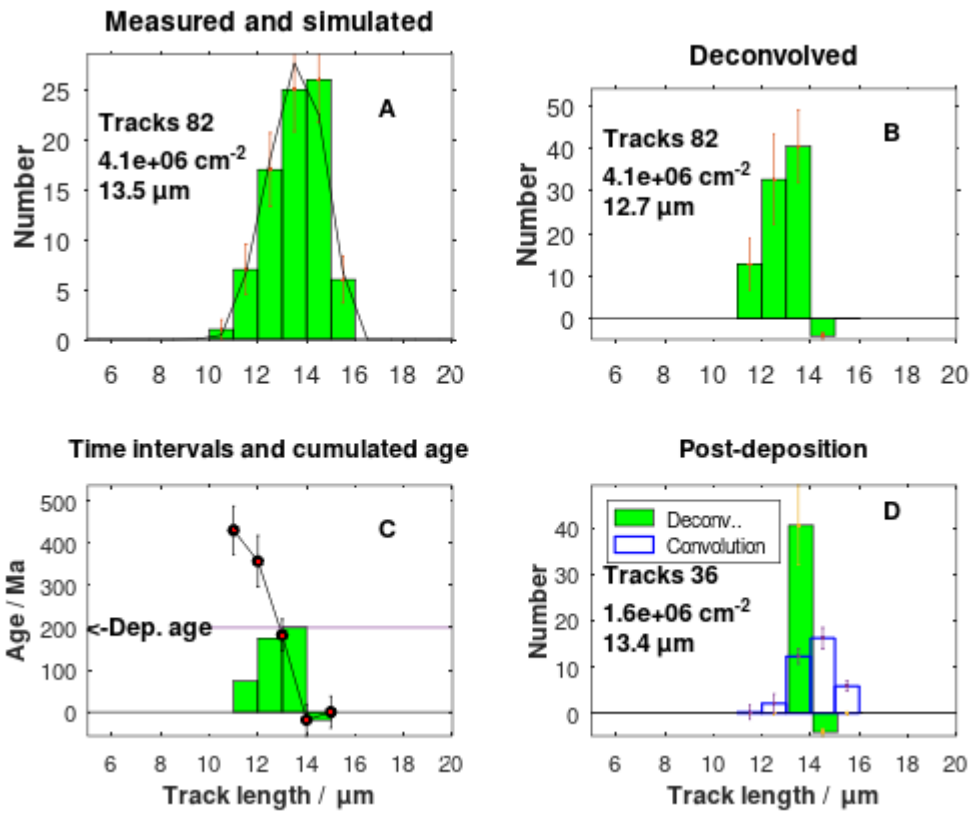 Measured and simulated
A
Tracks 82
4.1e+06 cm-2
13.5 µm
Number
25
20
15
10
5
0
6 8 10 12 14 16 18 20
Deconvolved
B
Tracks 82
4.1e+06 cm-2
12.7 µm
Number
50
40
30
20
10
0
6 8 10 12 14 16 18 20
Time intervals and cumulated age
C
<-Dep. age
Age / Ma
500
400
300
200
100
0
6 8 10 12 14 16 18 20
Track length / µm
Post-deposition
D
Deconv..
Convolution
Tracks 36
1.6e+06 cm-2
13.4 µm
Number
40
30
20
10
0
6 8 10 12 14 16 18 20
Track length / µm